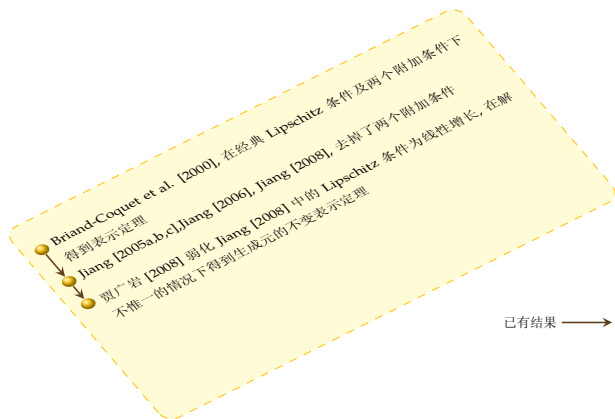 Briand-Coquet et al. [2000], 在经典 Lipschitz 条件及两个附加条件下
得到表示定理
Jiang [2005a,b,c],Jiang [2006], Jiang [2008], 去掉了两个附加条件
贾广岩 [2008] 弱化 Jiang [2008] 中的 Lipschitz 条件为线性增长, 在解
不惟一的情况下得到生成元的不变表示定理
已有结果